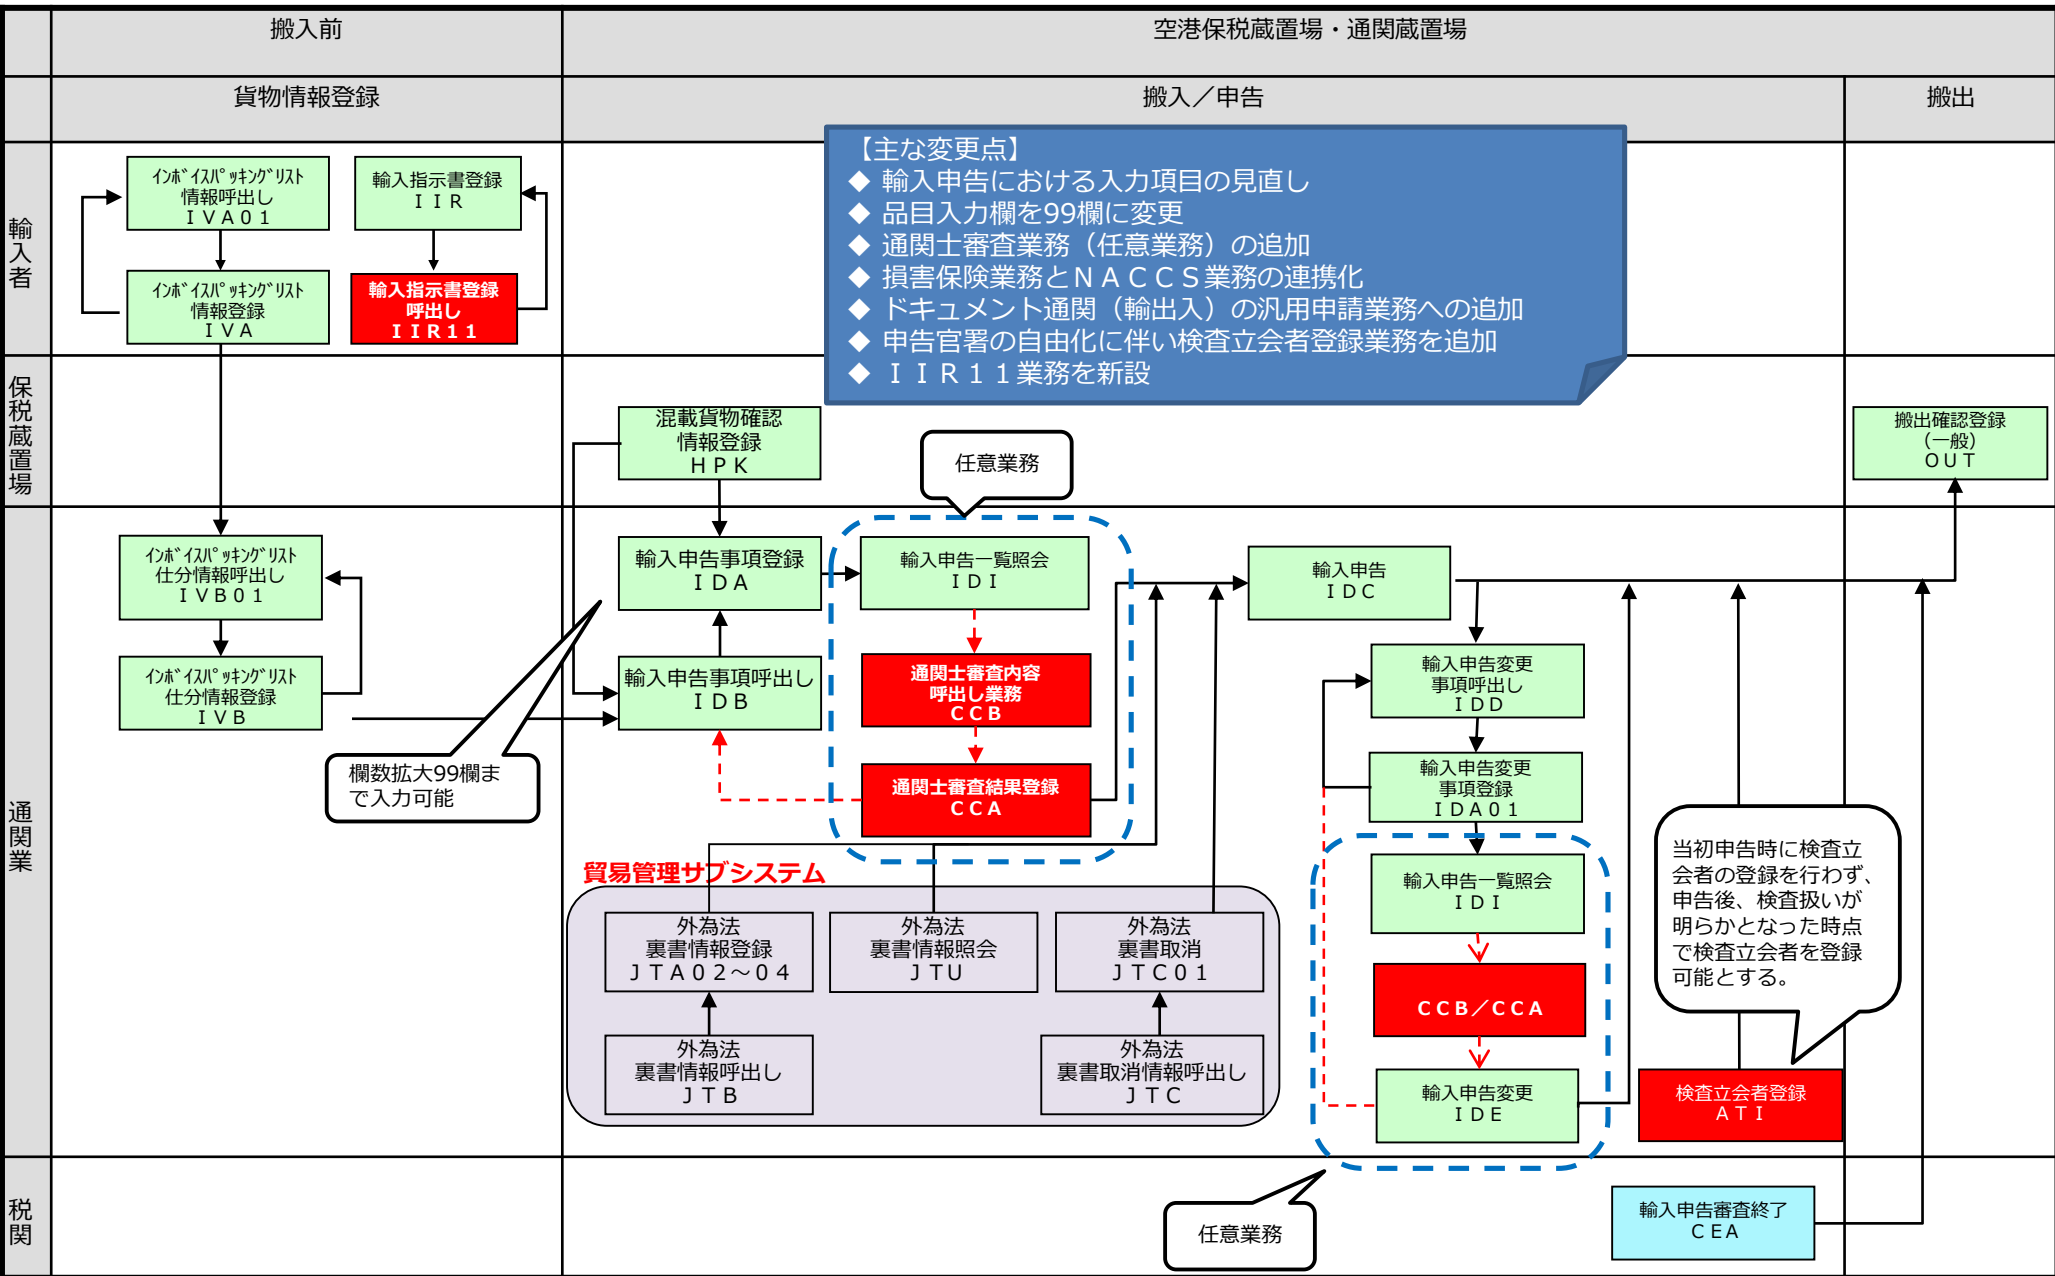 搬入前
空港保税蔵置場・通関蔵置場
貨物情報登録
搬入／申告
搬出
輸入者
ｲﾝﾎﾞｲｽﾊﾟｯｷﾝｸﾞﾘｽﾄ
情報呼出し
ＩＶＡ０１
輸入指示書登録
ＩＩＲ
ｲﾝﾎﾞｲｽﾊﾟｯｷﾝｸﾞﾘｽﾄ
情報登録
ＩＶＡ
輸入指示書登録
呼出し
ＩＩＲ１１
【主な変更点】
◆ 輸入申告における入力項目の見直し
◆ 品目入力欄を99欄に変更
◆ 通関士審査業務（任意業務）の追加
◆ 損害保険業務とＮＡＣＣＳ業務の連携化
◆ ドキュメント通関（輸出入）の汎用申請業務への追加
◆ 申告官署の自由化に伴い検査立会者登録業務を追加
◆ ＩＩＲ１１業務を新設
保税蔵置場
混載貨物確認
情報登録
ＨＰＫ
任意業務
搬出確認登録
（一般）
ＯＵＴ
通関業
ｲﾝﾎﾞｲｽﾊﾟｯｷﾝｸﾞﾘｽﾄ
仕分情報呼出し
ＩＶＢ０１
ｲﾝﾎﾞｲｽﾊﾟｯｷﾝｸﾞﾘｽﾄ
仕分情報登録
ＩＶＢ
欄数拡大99欄ま
で入力可能
輸入申告事項登録
ＩＤＡ
輸入申告事項呼出し
ＩＤＢ
輸入申告一覧照会
ＩＤＩ
通関士審査内容
呼出し業務
ＣＣＢ
通関士審査結果登録
ＣＣＡ
輸入申告
ＩＤＣ
輸入申告変更
事項呼出し
ＩＤＤ
輸入申告変更
事項登録
ＩＤＡ０１
輸入申告一覧照会
ＩＤＩ
ＣＣＢ／ＣＣＡ
輸入申告変更
ＩＤＥ
当初申告時に検査立
会者の登録を行わず、
申告後、検査扱いが
明らかとなった時点
で検査立会者を登録
可能とする。
検査立会者登録
ＡＴＩ
貿易管理サブシステム
外為法
裏書情報登録
ＪＴＡ０２～０４
外為法
裏書情報照会
ＪＴＵ
外為法
裏書取消
ＪＴＣ０１
外為法
裏書情報呼出し
ＪＴＢ
外為法
裏書取消情報呼出し
ＪＴＣ
任意業務
税関
輸入申告審査終了
ＣＥＡ